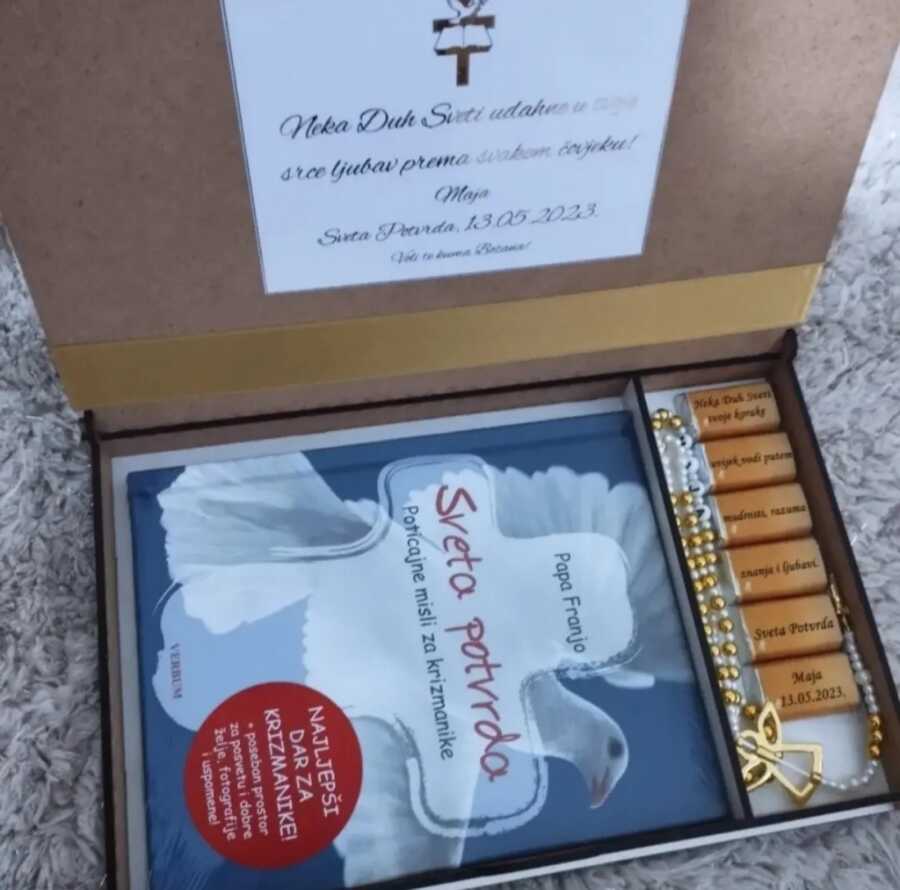 Neka Duh Sveti udahne u tvoje
srce ljubav prema svakom čovjeku!
Maja
Sveta Potvrda, 13.05.2023.
Voli te kuma Božana!
Papa Franjo
Sveta potvrda
Poticajne misli za krizmanike
VERBUM
NAJLJEPŠI
DAR ZA
KRIZMANIKE!
• poseban prostor
za posvetu i dobre
želje, fotografije
i uspomene!
Neka Duh Sveti
tvoje korake
uvijek vodi putem
mudrosti, razuma
znanja i ljubavi.
Sveta Potvrda
Maja
13.05.2023.